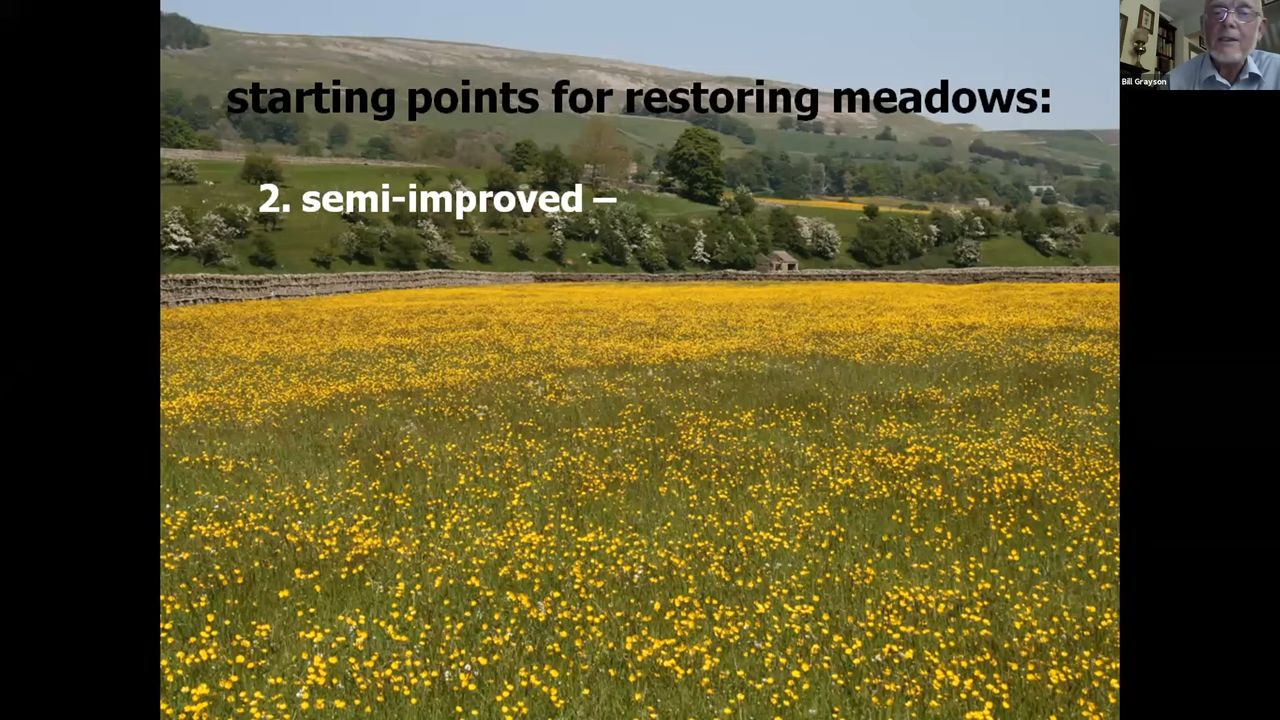 starting points for restoring meadows:
2. semi-improved –
Bill Grayson